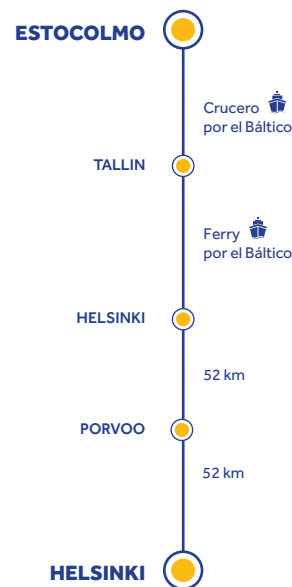 ESTOCOLMO
Crucero
por el Báltico
TALLIN
Ferry
por el Báltico
HELSINKI
52 km
PORVOO
52 km
HELSINKI